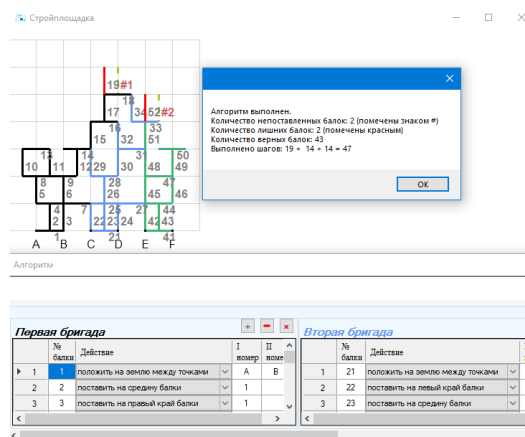 Стройплощадка
19#1
18
17 34 52#2
16 33
15 32 51
13 14 31 50
10 11 12 29 30 48 49
8 9 28 47
5 6 26 45 46
4 7 25 27 44
2 3 22 23 24 42 43
1 21 41
A B C D E F
Алгоритм выполнен.
Количество непоставленных балок: 2 (помечены знаком #)
Количество лишних балок: 2 (помечены красным)
Количество верных балок: 43
Выполнено шагов: 19 + 14 + 14 = 47
OK
Алгоритм
Первая бригада
Вторая бригада
№ балки Действие I номер II номе
№ балки Действие
1 1 положить на землю между точками A B
2 2 поставить на средину балки 1
3 3 поставить на правый край балки 1
1 21 положить на землю между точками
2 22 поставить на левый край балки
3 23 поставить на средину балки